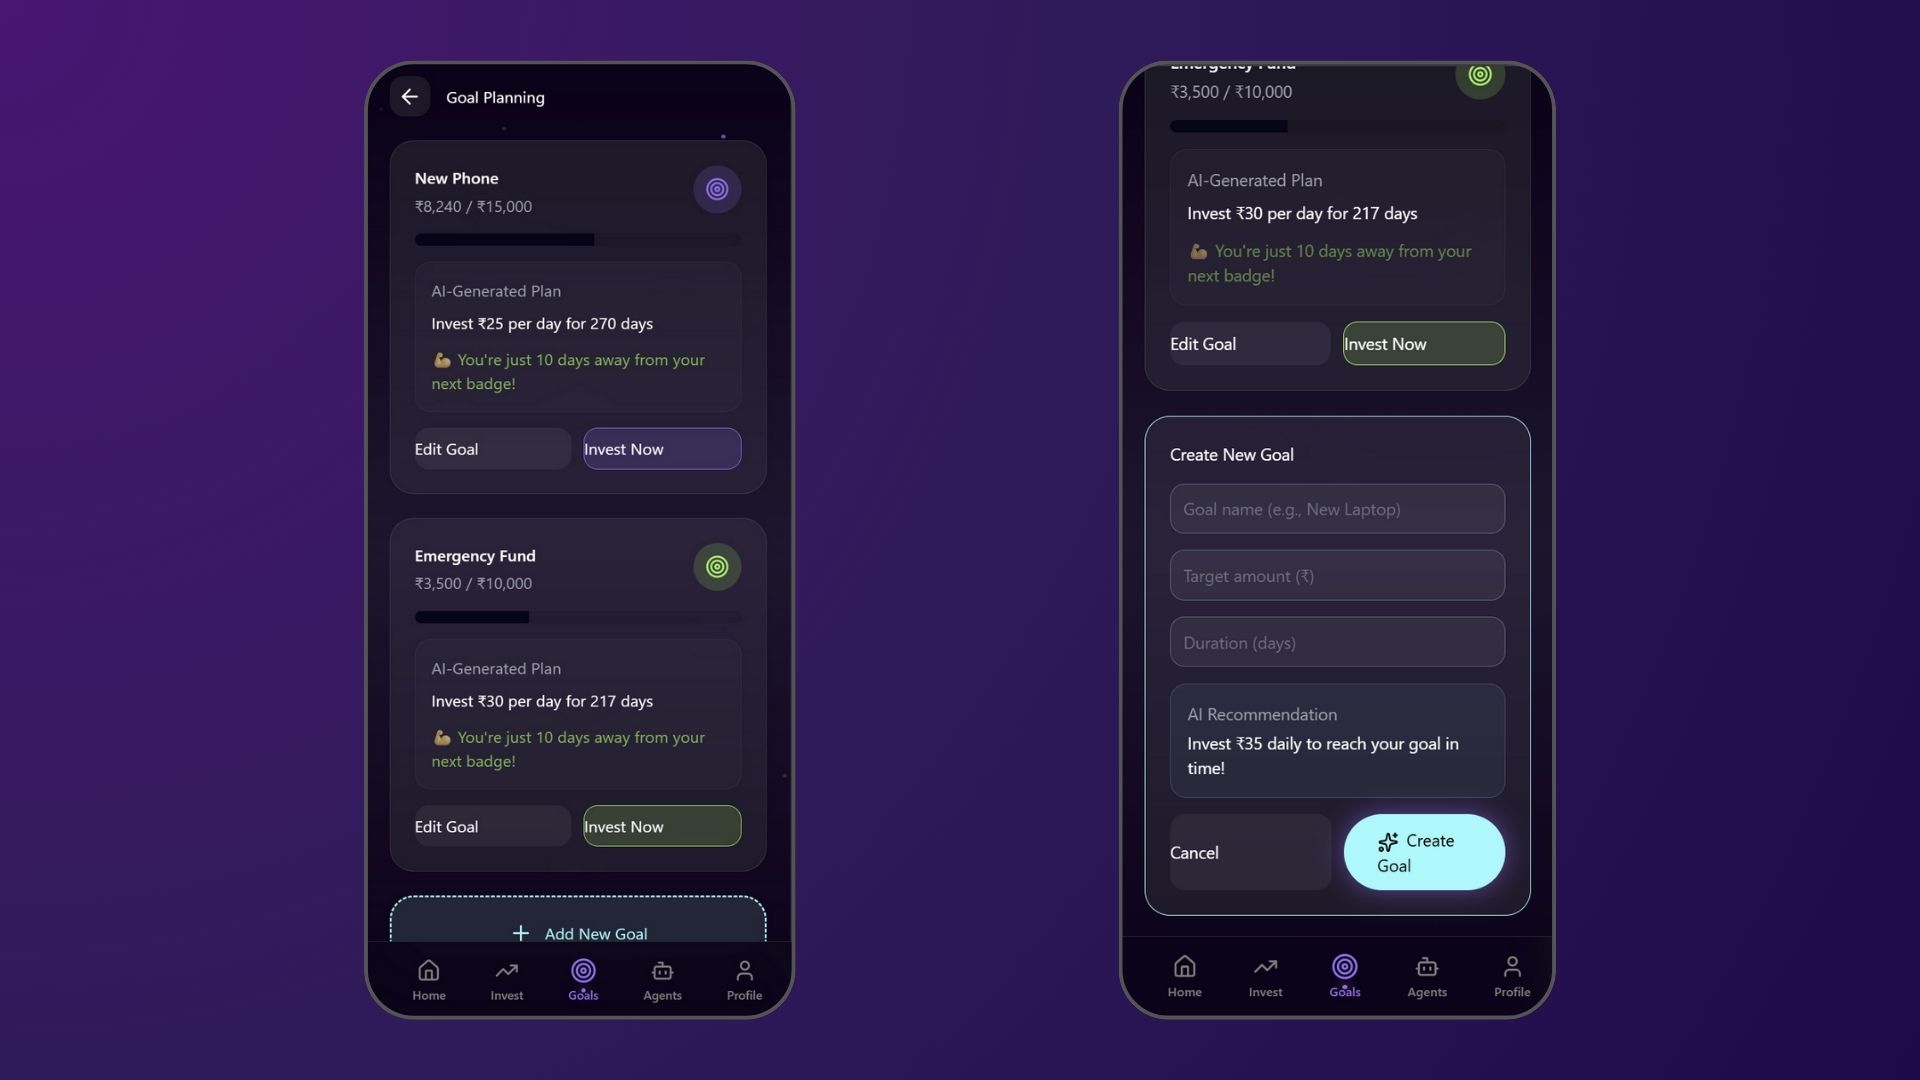 Goal Planning
New Phone
₹8,240 / ₹15,000
AI-Generated Plan
Invest ₹25 per day for 270 days
💪 You're just 10 days away from your
next badge!
Edit Goal
Invest Now
Emergency Fund
₹3,500 / ₹10,000
AI-Generated Plan
Invest ₹30 per day for 217 days
💪 You're just 10 days away from your
next badge!
Edit Goal
Invest Now
+ Add New Goal
Home
Invest
Goals
Agents
Profile
Emergency Fund
₹3,500 / ₹10,000
AI-Generated Plan
Invest ₹30 per day for 217 days
💪 You're just 10 days away from your
next badge!
Edit Goal
Invest Now
Create New Goal
Goal name (e.g., New Laptop)
Target amount (₹)
Duration (days)
AI Recommendation
Invest ₹35 daily to reach your goal in
time!
Cancel
Create
Goal
Home
Invest
Goals
Agents
Profile